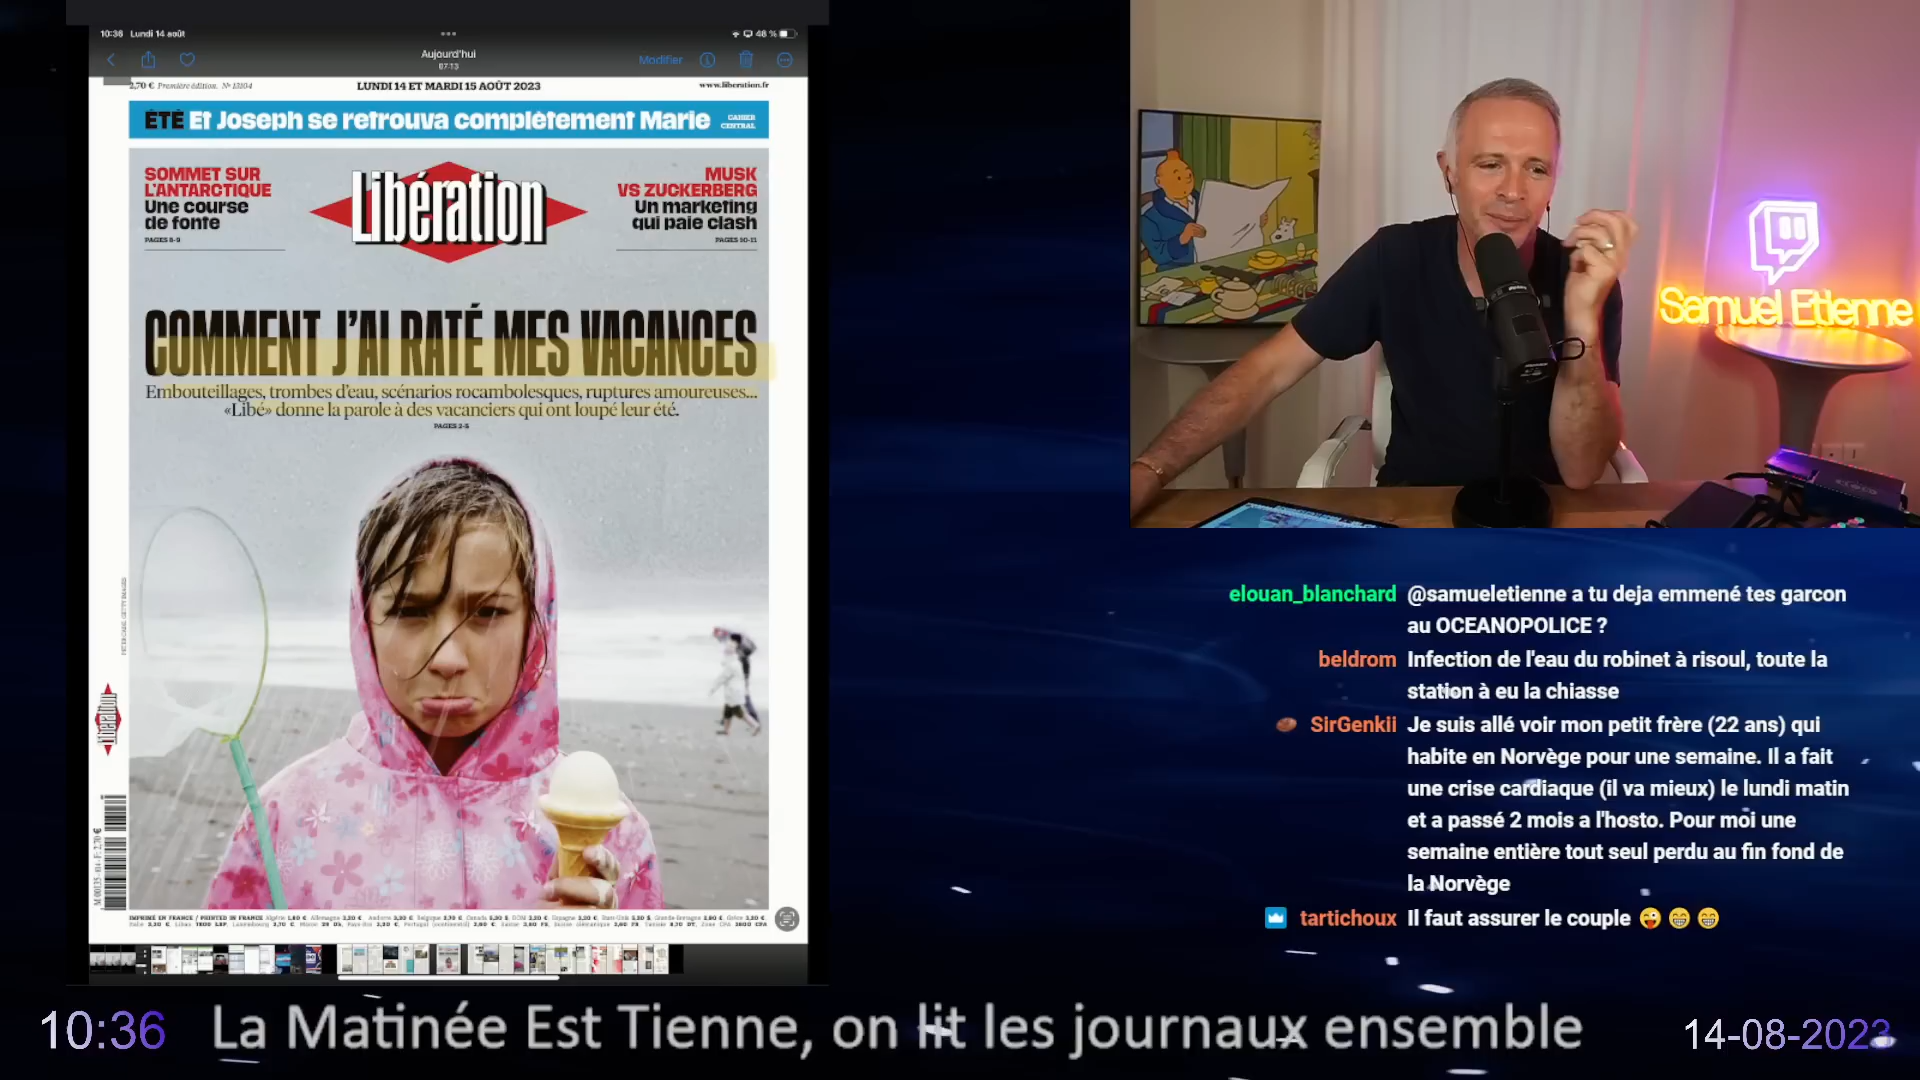 10:36 Lundi 14 août
48 %
Aujourd'hui
07:13
Modifier
2,70 € Première édition. Nº 13104
LUNDI 14 ET MARDI 15 AOÛT 2023
www.liberation.fr
ÉTÉ Et Joseph se retrouva complètement Marie
CAHIER
CENTRAL
SOMMET SUR
L'ANTARCTIQUE
Une course
de fonte
PAGES 8-9
Libération
MUSK
VS ZUCKERBERG
Un marketing
qui paie clash
PAGES 10-11
COMMENT J'AI RATÉ MES VACANCES
Embouteillages, trombes d'eau, scénarios rocambolesques, ruptures amoureuses...
«Libé» donne la parole à des vacanciers qui ont loupé leur été.
PAGES 2-5
Libération
IMPRIMÉ EN FRANCE / PRINTED IN FRANCE
Samuel Etienne
elouan_blanchard @samueletienne a tu deja emmené tes garcon
au OCEANOPOLICE ?
beldrom Infection de l'eau du robinet à risoul, toute la
station à eu la chiasse
SirGenkii Je suis allé voir mon petit frère (22 ans) qui
habite en Norvège pour une semaine. Il a fait
une crise cardiaque (il va mieux) le lundi matin
et a passé 2 mois a l'hosto. Pour moi une
semaine entière tout seul perdu au fin fond de
la Norvège
tartichoux Il faut assurer le couple 😜 😁 😁
10:36
La Matinée Est Tienne, on lit les journaux ensemble
14-08-2023